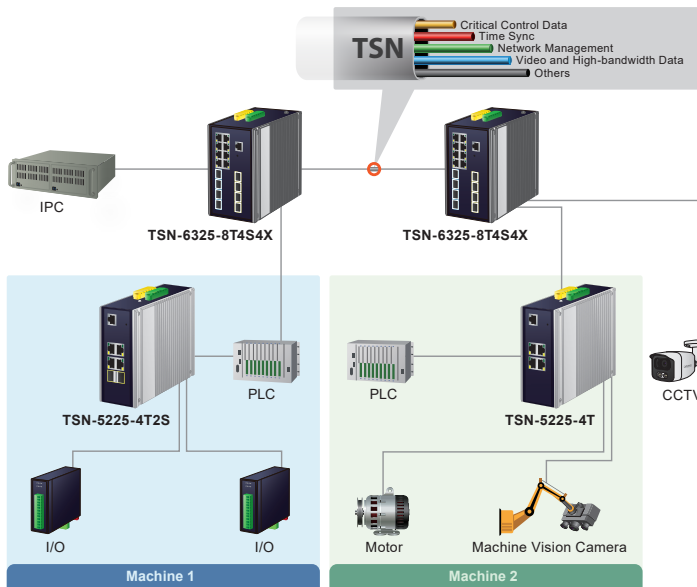 TSN
Critical Control Data
Time Sync
Network Management
Video and High-bandwidth Data
Others
IPC
TSN-6325-8T4S4X
TSN-6325-8T4S4X
TSN-5225-4T2S
PLC
PLC
TSN-5225-4T
CCTV
I/O
I/O
Motor
Machine Vision Camera
Machine 1
Machine 2